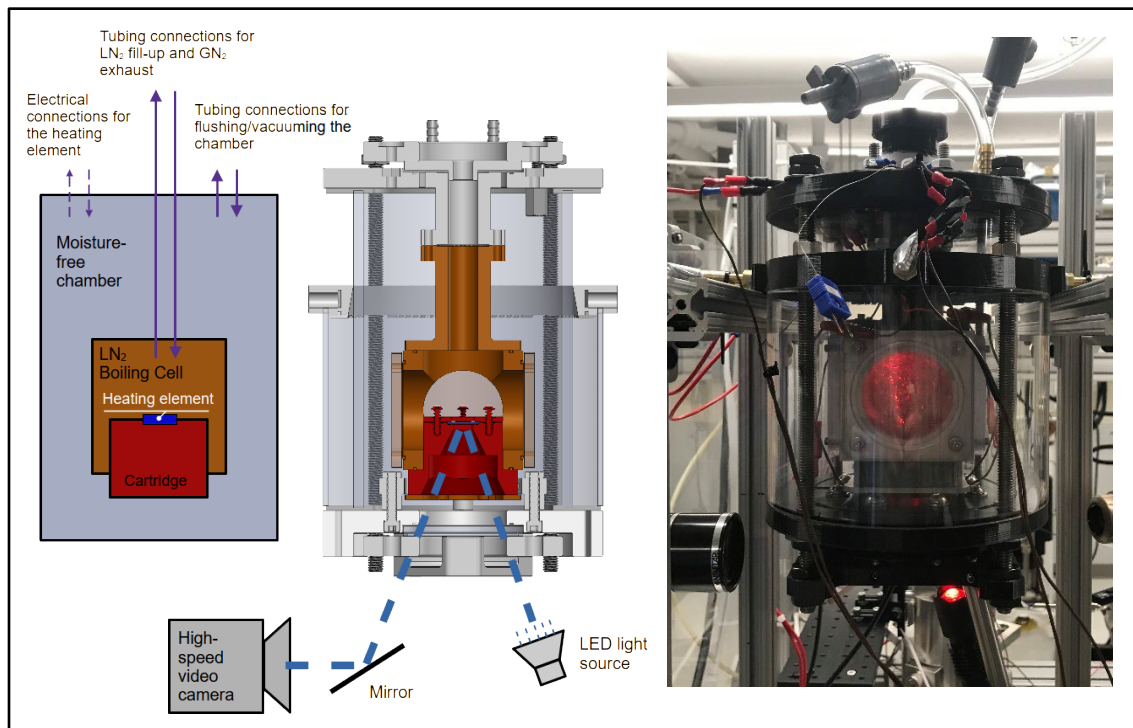 Tubing connections for
LN₂ fill-up and GN₂
exhaust
Electrical
connections for
the heating
element
Tubing connections for
flushing/vacuuming the
chamber
Moisture-
free
chamber
LN₂
Boiling Cell
Heating element
Cartridge
High-
speed
video
camera
Mirror
LED light
source